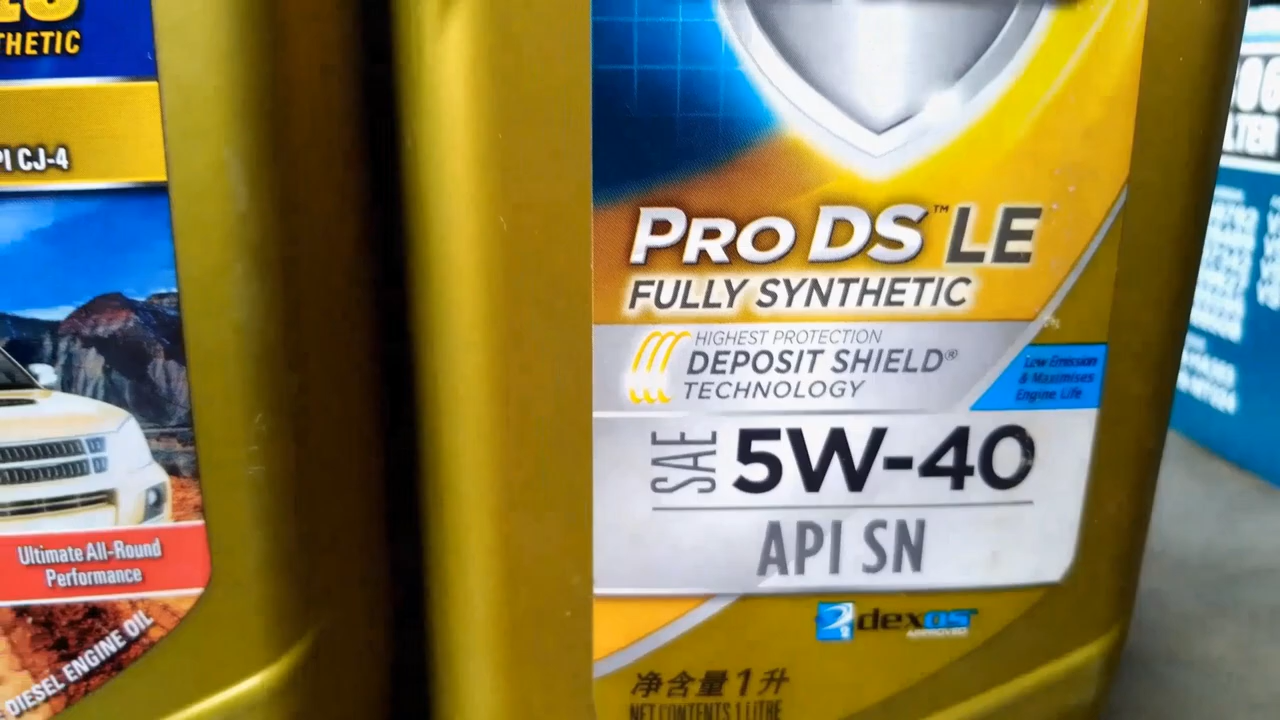 THETIC
PI CJ-4
Ultimate All-Round
Performance
DIESEL ENGINE OIL
PRO DS™ LE
FULLY SYNTHETIC
HIGHEST PROTECTION
DEPOSIT SHIELD®
TECHNOLOGY
Low Emission
& Maximises
Engine Life
SAE 5W-40
API SN
dexos
APPROVED
净含量1升
NET CONTENTS 1 LITRE